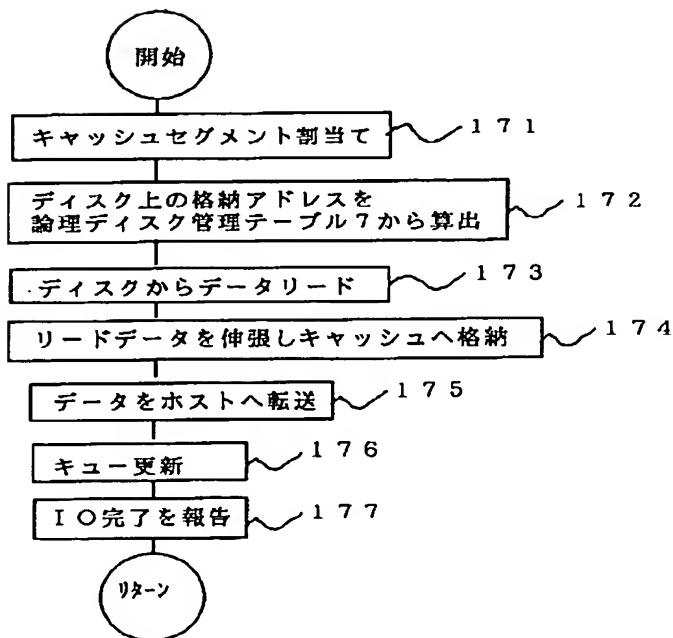 開始
キャッシュセグメント割当て
171
ディスク上の格納アドレスを
論理ディスク管理テーブル7から算出
172
ディスクからデータリード
173
リードデータを伸張しキャッシュへ格納
174
データをホストへ転送
175
キュー更新
176
IO完了を報告
177
リターン